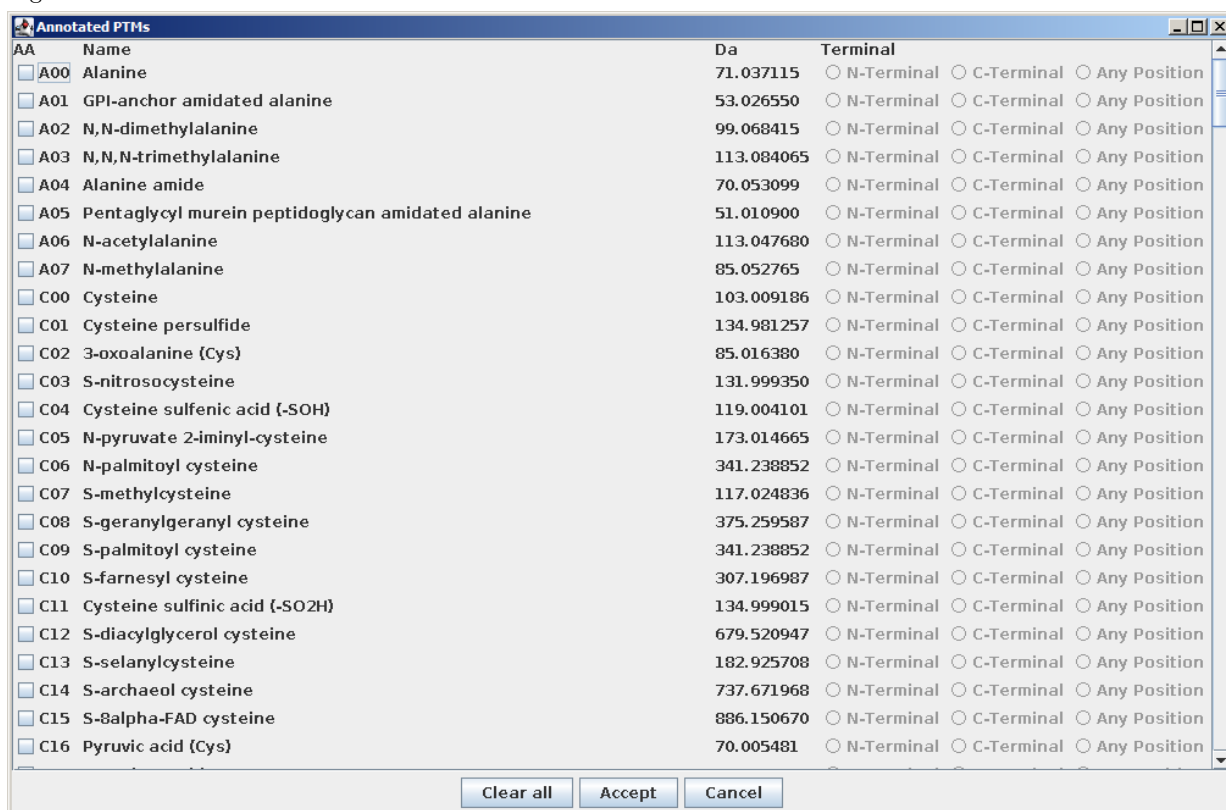 Annotated PTMs
AA Name Da Terminal
A00 Alanine 71.037115 N-Terminal C-Terminal Any Position
A01 GPI-anchor amidated alanine 53.026550 N-Terminal C-Terminal Any Position
A02 N,N-dimethylalanine 99.068415 N-Terminal C-Terminal Any Position
A03 N,N,N-trimethylalanine 113.084065 N-Terminal C-Terminal Any Position
A04 Alanine amide 70.053099 N-Terminal C-Terminal Any Position
A05 Pentaglycyl murein peptidoglycan amidated alanine 51.010900 N-Terminal C-Terminal Any Position
A06 N-acetylalanine 113.047680 N-Terminal C-Terminal Any Position
A07 N-methylalanine 85.052765 N-Terminal C-Terminal Any Position
C00 Cysteine 103.009186 N-Terminal C-Terminal Any Position
C01 Cysteine persulfide 134.981257 N-Terminal C-Terminal Any Position
C02 3-oxoalanine (Cys) 85.016380 N-Terminal C-Terminal Any Position
C03 S-nitrosocysteine 131.999350 N-Terminal C-Terminal Any Position
C04 Cysteine sulfenic acid (-SOH) 119.004101 N-Terminal C-Terminal Any Position
C05 N-pyruvate 2-iminyl-cysteine 173.014665 N-Terminal C-Terminal Any Position
C06 N-palmitoyl cysteine 341.238852 N-Terminal C-Terminal Any Position
C07 S-methylcysteine 117.024836 N-Terminal C-Terminal Any Position
C08 S-geranylgeranyl cysteine 375.259587 N-Terminal C-Terminal Any Position
C09 S-palmitoyl cysteine 341.238852 N-Terminal C-Terminal Any Position
C10 S-farnesyl cysteine 307.196987 N-Terminal C-Terminal Any Position
C11 Cysteine sulfinic acid (-SO2H) 134.999015 N-Terminal C-Terminal Any Position
C12 S-diacylglycerol cysteine 679.520947 N-Terminal C-Terminal Any Position
C13 S-selanylcysteine 182.925708 N-Terminal C-Terminal Any Position
C14 S-archaeol cysteine 737.671968 N-Terminal C-Terminal Any Position
C15 S-8alpha-FAD cysteine 886.150670 N-Terminal C-Terminal Any Position
C16 Pyruvic acid (Cys) 70.005481 N-Terminal C-Terminal Any Position
Clear all Accept Cancel